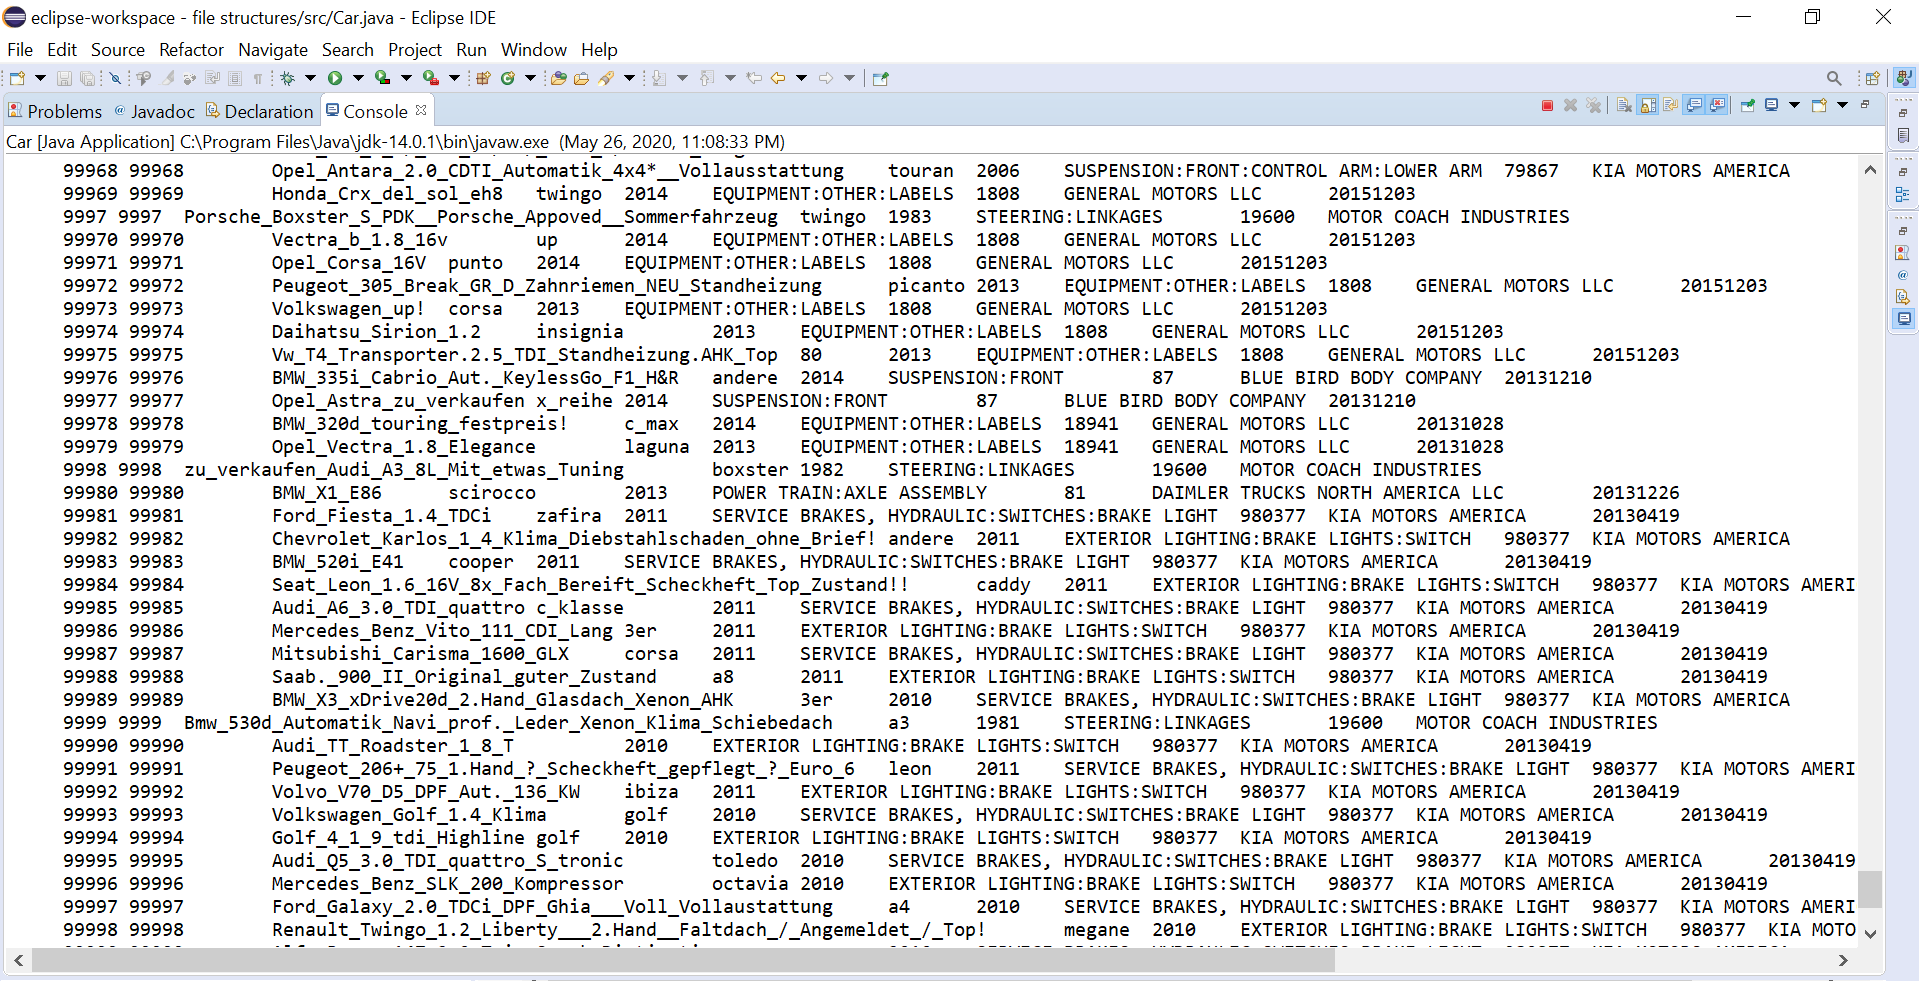 eclipse-workspace - file structures/src/Car.java - Eclipse IDE
File Edit Source Refactor Navigate Search Project Run Window Help
Problems @ Javadoc Declaration Console
Car [Java Application] C:\Program Files\Java\jdk-14.0.1\bin\javaw.exe (May 26, 2020, 11:08:33 PM)
99968 99968 Opel_Antara_2.0_CDTI_Automatik_4x4*__Vollausstattung touran 2006 SUSPENSION:FRONT:CONTROL ARM:LOWER ARM 79867 KIA MOTORS AMERICA
99969 99969 Honda_Crx_del_sol_eh8 twingo 2014 EQUIPMENT:OTHER:LABELS 1808 GENERAL MOTORS LLC 20151203
9997 9997 Porsche_Boxster_S_PDK__Porsche_Appoved__Sommerfahrzeug twingo 1983 STEERING:LINKAGES 19600 MOTOR COACH INDUSTRIES
99970 99970 Vectra_b_1.8_16v up 2014 EQUIPMENT:OTHER:LABELS 1808 GENERAL MOTORS LLC 20151203
99971 99971 Opel_Corsa_16V punto 2014 EQUIPMENT:OTHER:LABELS 1808 GENERAL MOTORS LLC 20151203
99972 99972 Peugeot_305_Break_GR_D_Zahnriemen_NEU_Standheizung picanto 2013 EQUIPMENT:OTHER:LABELS 1808 GENERAL MOTORS LLC 20151203
99973 99973 Volkswagen_up! corsa 2013 EQUIPMENT:OTHER:LABELS 1808 GENERAL MOTORS LLC 20151203
99974 99974 Daihatsu_Sirion_1.2 insignia 2013 EQUIPMENT:OTHER:LABELS 1808 GENERAL MOTORS LLC 20151203
99975 99975 Vw_T4_Transporter.2.5_TDI_Standheizung.AHK_Top 80 2013 EQUIPMENT:OTHER:LABELS 1808 GENERAL MOTORS LLC 20151203
99976 99976 BMW_335i_Cabrio_Aut._KeylessGo_F1_H&R andere 2014 SUSPENSION:FRONT 87 BLUE BIRD BODY COMPANY 20131210
99977 99977 Opel_Astra_zu_verkaufen x_reihe 2014 SUSPENSION:FRONT 87 BLUE BIRD BODY COMPANY 20131210
99978 99978 BMW_320d_touring_festpreis! c_max 2014 EQUIPMENT:OTHER:LABELS 18941 GENERAL MOTORS LLC 20131028
99979 99979 Opel_Vectra_1.8_Elegance laguna 2013 EQUIPMENT:OTHER:LABELS 18941 GENERAL MOTORS LLC 20131028
9998 9998 zu_verkaufen_Audi_A3_8L_Mit_etwas_Tuning boxster 1982 STEERING:LINKAGES 19600 MOTOR COACH INDUSTRIES
99980 99980 BMW_X1_E86 scirocco 2013 POWER TRAIN:AXLE ASSEMBLY 81 DAIMLER TRUCKS NORTH AMERICA LLC 20131226
99981 99981 Ford_Fiesta_1.4_TDCi zafira 2011 SERVICE BRAKES, HYDRAULIC:SWITCHES:BRAKE LIGHT 980377 KIA MOTORS AMERICA 20130419
99982 99982 Chevrolet_Karlos_1_4_Klima_Diebstahlschaden_ohne_Brief! andere 2011 EXTERIOR LIGHTING:BRAKE LIGHTS:SWITCH 980377 KIA MOTORS AMERICA
99983 99983 BMW_520i_E41 cooper 2011 SERVICE BRAKES, HYDRAULIC:SWITCHES:BRAKE LIGHT 980377 KIA MOTORS AMERICA 20130419
99984 99984 Seat_Leon_1.6_16V_8x_Fach_Bereift_Scheckheft_Top_Zustand!! caddy 2011 EXTERIOR LIGHTING:BRAKE LIGHTS:SWITCH 980377 KIA MOTORS AMERI
99985 99985 Audi_A6_3.0_TDI_quattro c_klasse 2011 SERVICE BRAKES, HYDRAULIC:SWITCHES:BRAKE LIGHT 980377 KIA MOTORS AMERICA 20130419
99986 99986 Mercedes_Benz_Vito_111_CDI_Lang 3er 2011 EXTERIOR LIGHTING:BRAKE LIGHTS:SWITCH 980377 KIA MOTORS AMERICA 20130419
99987 99987 Mitsubishi_Carisma_1600_GLX corsa 2011 SERVICE BRAKES, HYDRAULIC:SWITCHES:BRAKE LIGHT 980377 KIA MOTORS AMERICA 20130419
99988 99988 Saab._900_II_Original_guter_Zustand a8 2011 EXTERIOR LIGHTING:BRAKE LIGHTS:SWITCH 980377 KIA MOTORS AMERICA 20130419
99989 99989 BMW_X3_xDrive20d_2.Hand_Glasdach_Xenon_AHK 3er 2010 SERVICE BRAKES, HYDRAULIC:SWITCHES:BRAKE LIGHT 980377 KIA MOTORS AMERICA
9999 9999 Bmw_530d_Automatik_Navi_prof._Leder_Xenon_Klima_Schiebedach a3 1981 STEERING:LINKAGES 19600 MOTOR COACH INDUSTRIES
99990 99990 Audi_TT_Roadster_1_8_T 2010 EXTERIOR LIGHTING:BRAKE LIGHTS:SWITCH 980377 KIA MOTORS AMERICA 20130419
99991 99991 Peugeot_206+_75_1.Hand_?_Scheckheft_gepflegt_?_Euro_6 leon 2011 SERVICE BRAKES, HYDRAULIC:SWITCHES:BRAKE LIGHT 980377 KIA MOTORS AMERI
99992 99992 Volvo_V70_D5_DPF_Aut._136_KW ibiza 2011 EXTERIOR LIGHTING:BRAKE LIGHTS:SWITCH 980377 KIA MOTORS AMERICA 20130419
99993 99993 Volkswagen_Golf_1.4_Klima golf 2010 SERVICE BRAKES, HYDRAULIC:SWITCHES:BRAKE LIGHT 980377 KIA MOTORS AMERICA 20130419
99994 99994 Golf_4_1_9_tdi_Highline golf 2010 EXTERIOR LIGHTING:BRAKE LIGHTS:SWITCH 980377 KIA MOTORS AMERICA 20130419
99995 99995 Audi_Q5_3.0_TDI_quattro_S_tronic toledo 2010 SERVICE BRAKES, HYDRAULIC:SWITCHES:BRAKE LIGHT 980377 KIA MOTORS AMERICA 20130419
99996 99996 Mercedes_Benz_SLK_200_Kompressor octavia 2010 EXTERIOR LIGHTING:BRAKE LIGHTS:SWITCH 980377 KIA MOTORS AMERICA 20130419
99997 99997 Ford_Galaxy_2.0_TDCi_DPF_Ghia___Voll_Vollaustattung a4 2010 SERVICE BRAKES, HYDRAULIC:SWITCHES:BRAKE LIGHT 980377 KIA MOTORS AMERI
99998 99998 Renault_Twingo_1.2_Liberty___2.Hand__Faltdach_/_Angemeldet_/_Top! megane 2010 EXTERIOR LIGHTING:BRAKE LIGHTS:SWITCH 980377 KIA MOTO